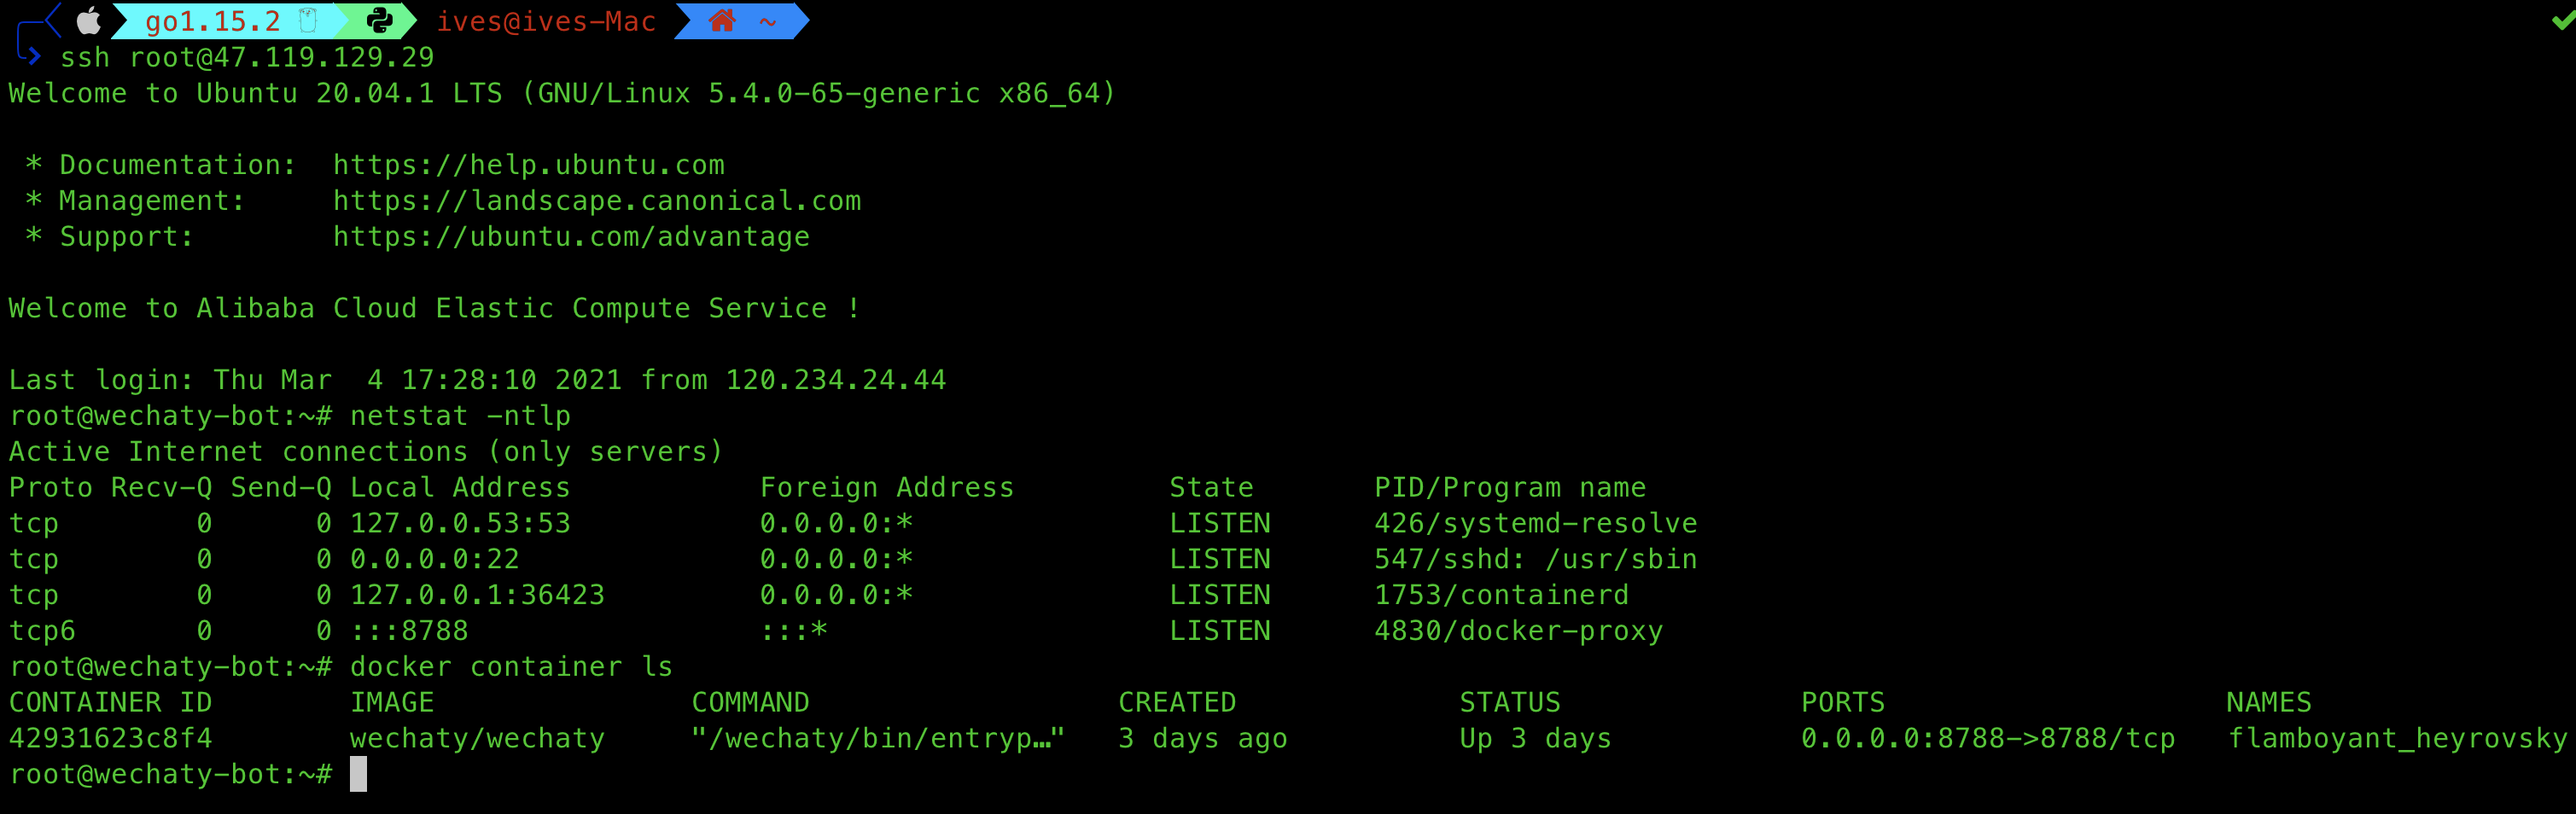 go1.15.2 ives@ives-Mac ~
ssh root@47.119.129.29
Welcome to Ubuntu 20.04.1 LTS (GNU/Linux 5.4.0-65-generic x86_64)
* Documentation:  https://help.ubuntu.com
* Management:     https://landscape.canonical.com
* Support:        https://ubuntu.com/advantage
Welcome to Alibaba Cloud Elastic Compute Service !
Last login: Thu Mar  4 17:28:10 2021 from 120.234.24.44
root@wechaty-bot:~# netstat -ntlp
Active Internet connections (only servers)
Proto Recv-Q Send-Q Local Address           Foreign Address         State       PID/Program name
tcp        0      0 127.0.0.53:53           0.0.0.0:*               LISTEN      426/systemd-resolve
tcp        0      0 0.0.0.0:22              0.0.0.0:*               LISTEN      547/sshd: /usr/sbin
tcp        0      0 127.0.0.1:36423         0.0.0.0:*               LISTEN      1753/containerd
tcp6       0      0 :::8788                 :::*                    LISTEN      4830/docker-proxy
root@wechaty-bot:~# docker container ls
CONTAINER ID        IMAGE               COMMAND                  CREATED             STATUS              PORTS                    NAMES
42931623c8f4        wechaty/wechaty     "/wechaty/bin/entryp…"   3 days ago          Up 3 days           0.0.0.0:8788->8788/tcp   flamboyant_heyrovsky
root@wechaty-bot:~#